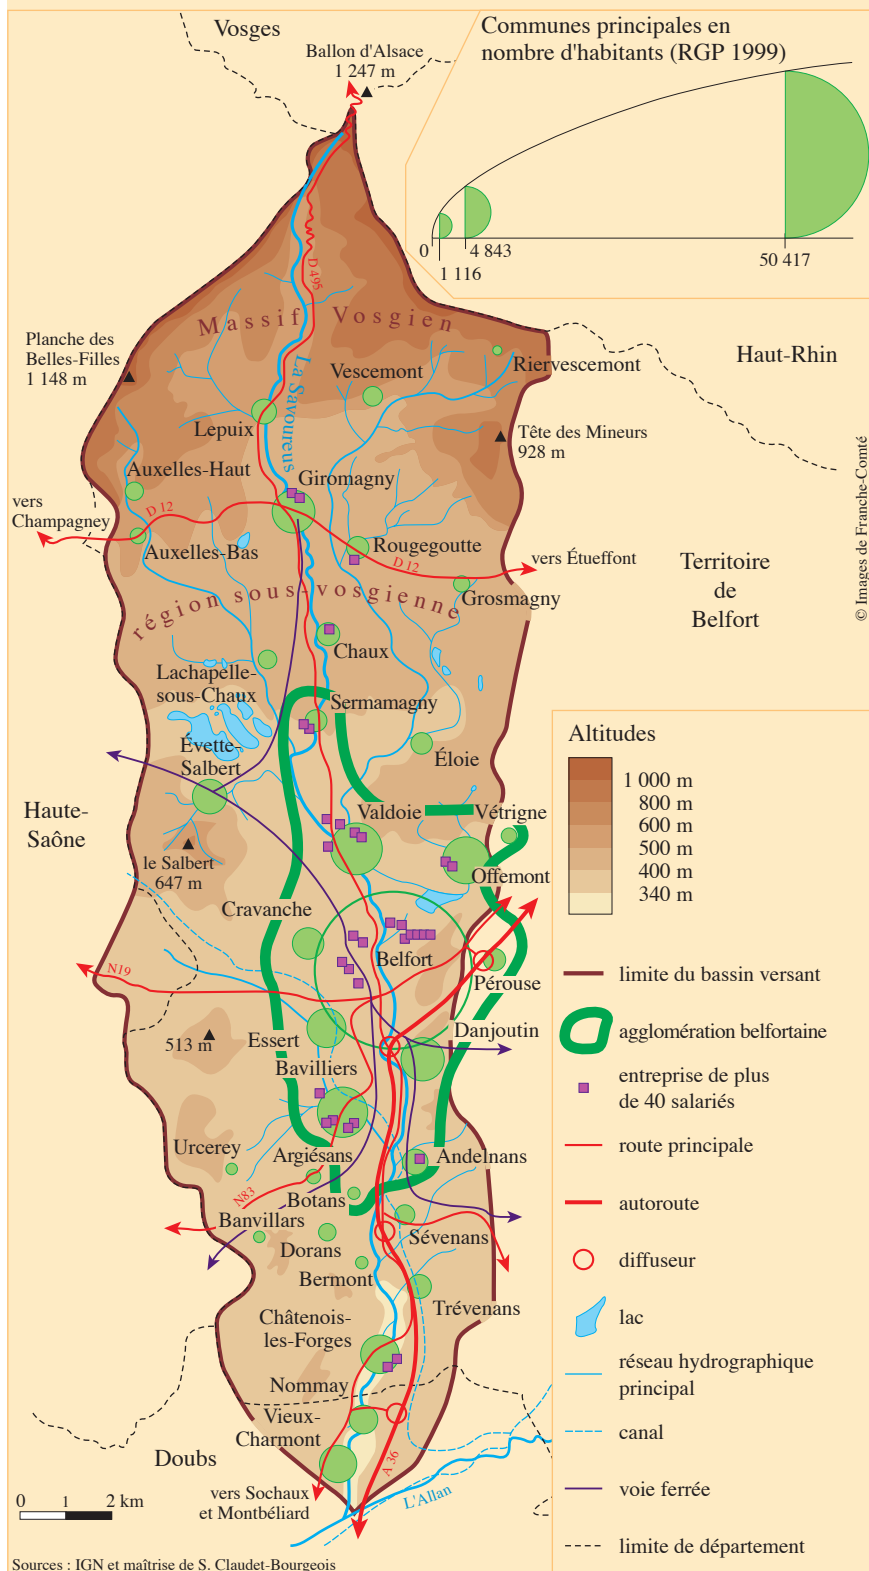 Vosges
Ballon d'Alsace
1 247 m
Communes principales en
nombre d'habitants (RGP 1999)
0
1 116
4 843
50 417
D 495
Massif Vosgien
Planche des
Belles-Filles
1 148 m
La Savoureus
Vescemont
Riervescemont
Haut-Rhin
Lepuix
Tête des Mineurs
928 m
Auxelles-Haut
Giromagny
vers
Champagney
D 12
Auxelles-Bas
Rougegoutte
D 12
vers Étueffont
Grosmagny
Territoire
de
Belfort
© Images de Franche-Comté
région sous-vosgienne
Chaux
Lachapelle-
sous-Chaux
Sermamagny
Évette-
Salbert
Éloie
Haute-
Saône
Valdoie
Vétrigne
le Salbert
647 m
Offemont
Cravanche
Belfort
N19
Pérouse
Essert
Danjoutin
513 m
Bavilliers
Urcerey
Argiésans
Andelnans
N83
Botans
Banvillars
Sévenans
Dorans
Bermont
Trévenans
Châtenois-
les-Forges
Nommay
Vieux-
Charmont
Doubs
A 36
vers Sochaux
et Montbéliard
L'Allan
0 1 2 km
Sources : IGN et maîtrise de S. Claudet-Bourgeois
Altitudes
1 000 m
800 m
600 m
500 m
400 m
340 m
limite du bassin versant
agglomération belfortaine
entreprise de plus
de 40 salariés
route principale
autoroute
diffuseur
lac
réseau hydrographique
principal
canal
voie ferrée
limite de département